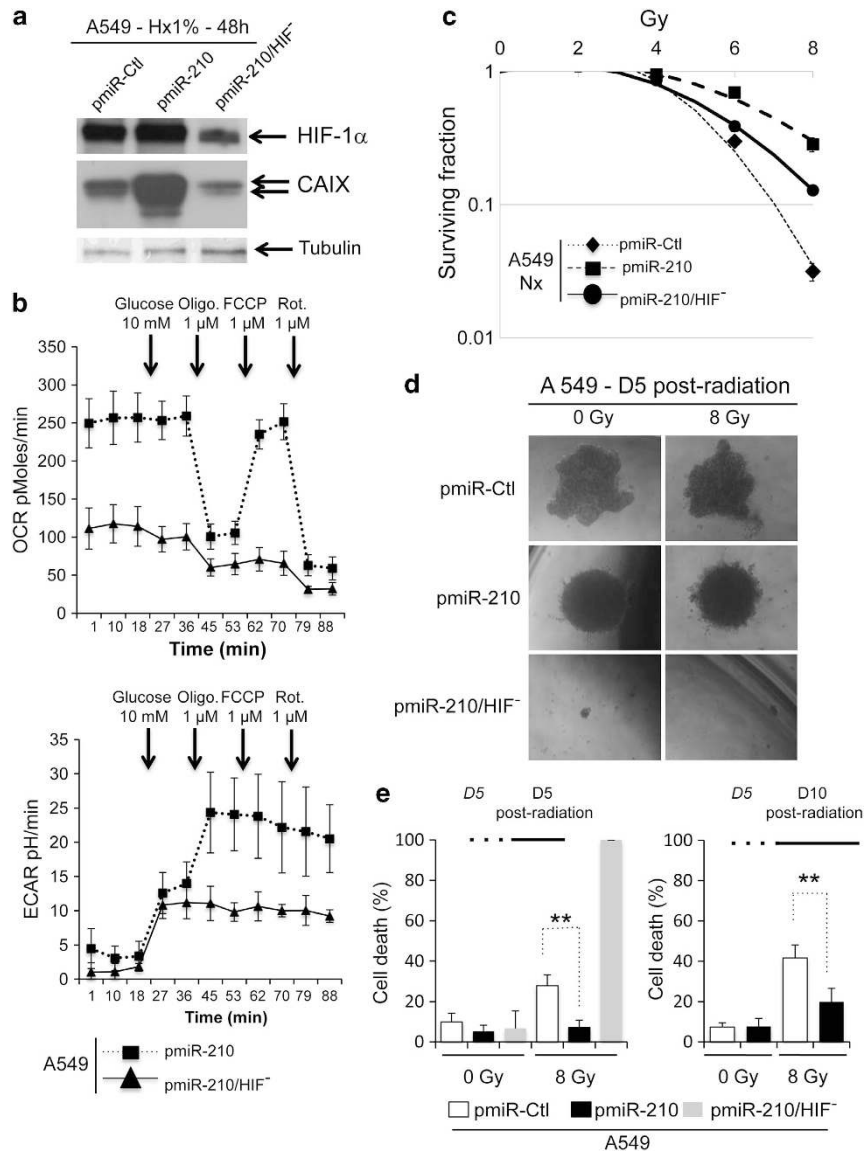 a
A549 - Hx1% - 48h
pmiR-Ctl
pmiR-210
pmiR-210/HIF⁻
HIF-1α
CAIX
Tubulin
b
Glucose Oligo. FCCP Rot.
10 mM 1 µM 1 µM 1 µM
OCR pMoles/min
350
300
250
200
150
100
50
0
1 10 18 27 36 45 53 62 70 79 88
Time (min)
Glucose Oligo. FCCP Rot.
10 mM 1 µM 1 µM 1 µM
ECAR pH/min
35
30
25
20
15
10
5
0
1 10 18 27 36 45 53 62 70 79 88
Time (min)
A549
pmiR-210
pmiR-210/HIF⁻
c
Gy
0 2 4 6 8
Surviving fraction
1
0.1
0.01
A549
Nx
pmiR-Ctl
pmiR-210
pmiR-210/HIF⁻
d
A 549 - D5 post-radiation
0 Gy 8 Gy
pmiR-Ctl
pmiR-210
pmiR-210/HIF⁻
e
D5 D5
post-radiation
Cell death (%)
100
80
60
40
20
0
**
0 Gy 8 Gy
D5 D10
post-radiation
Cell death (%)
100
80
60
40
20
0
**
0 Gy 8 Gy
pmiR-Ctl pmiR-210 pmiR-210/HIF⁻
A549